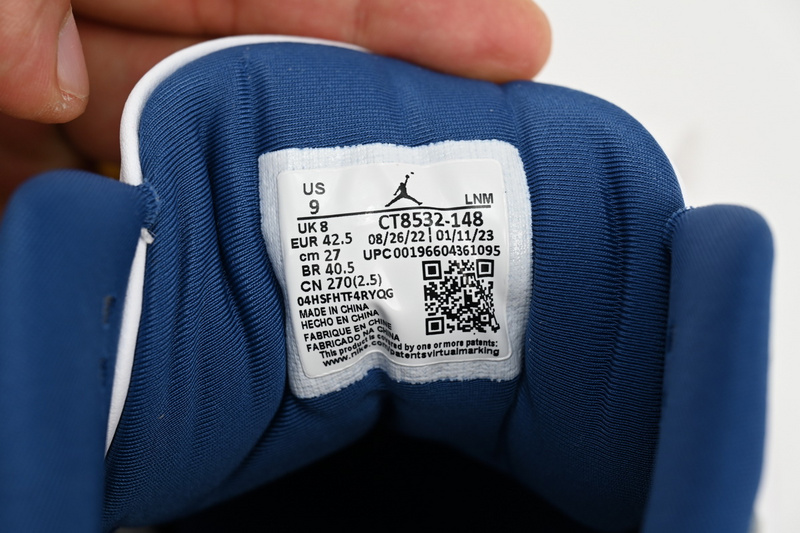 US
9
LNM
UK 8
CT8532-148
EUR 42.5
08/26/22 | 01/11/23
cm 27
UPC 00196604361095
BR 40.5
CN 270(2.5)
04HSFHTF4RYQG
MADE IN CHINA
HECHO EN CHINA
FABRIQUE EN CHINE
FABRICADO NA CHINA
This product is covered by one or more patents:
www.nike.com/patentsvirtualmarking